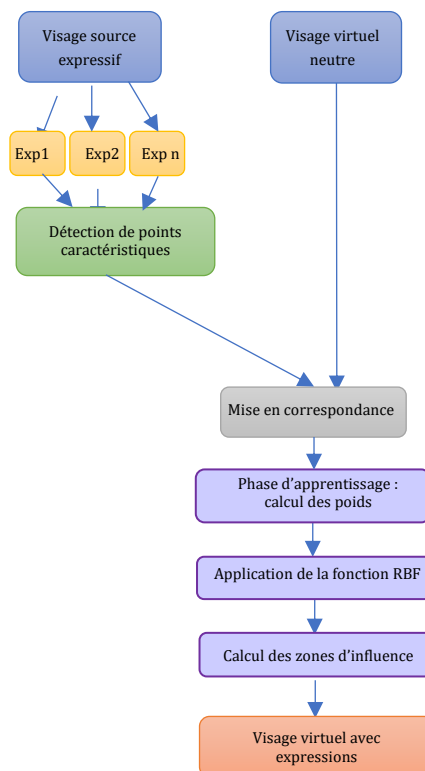 Visage source
expressif
Visage virtuel
neutre
Exp1
Exp2
Exp n
Détection de points
caractéristiques
Mise en correspondance
Phase d'apprentissage :
calcul des poids
Application de la fonction RBF
Calcul des zones d'influence
Visage virtuel avec
expressions